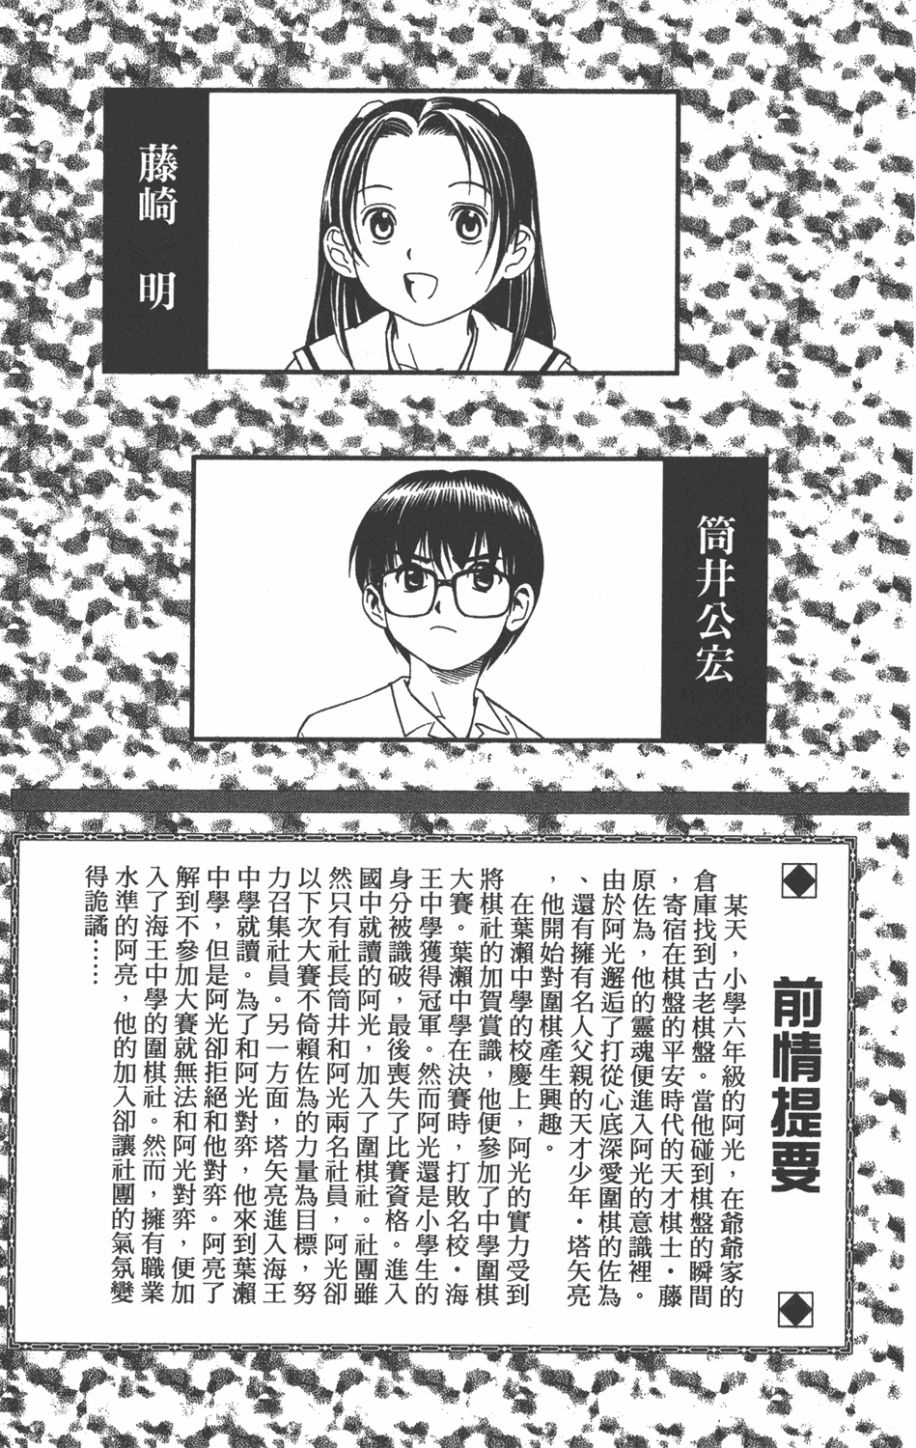 藤崎　明
筒井公宏
前情提要
某天，小學六年級的阿光，在爺爺家的
倉庫找到古老棋盤。當他碰到棋盤的瞬間
，寄宿在棋盤的平安時代的天才棋士・藤
原佐為，他的靈魂便進入阿光的意識裡。
由於阿光邂逅了打從心底深愛圍棋的佐為
、還有擁有名人父親的天才少年・塔矢亮
，他開始對圍棋產生興趣。
在葉瀨中學的校慶上，阿光的實力受到
將棋社的加賀賞識，他便參加了中學圍棋
大賽。葉瀨中學在決賽時，打敗名校・海
王中學獲得冠軍。然而阿光還是小學生的
身分被識破，最後喪失了比賽資格。進入
國中就讀的阿光，加入了圍棋社。社團雖
然只有社長筒井和阿光兩名社員，阿光卻
以下次大賽不倚賴佐為的力量為目標，努
力召集社員。另一方面，塔矢亮進入海王
中學就讀。為了和阿光對弈，他來到葉瀨
中學，但是阿光卻拒絕和他對弈。阿亮了
解到不參加大賽就無法和阿光對弈，便加
入了海王中學的圍棋社。然而，擁有職業
水準的阿亮，他的加入卻讓社團的氣氛變
得詭譎……